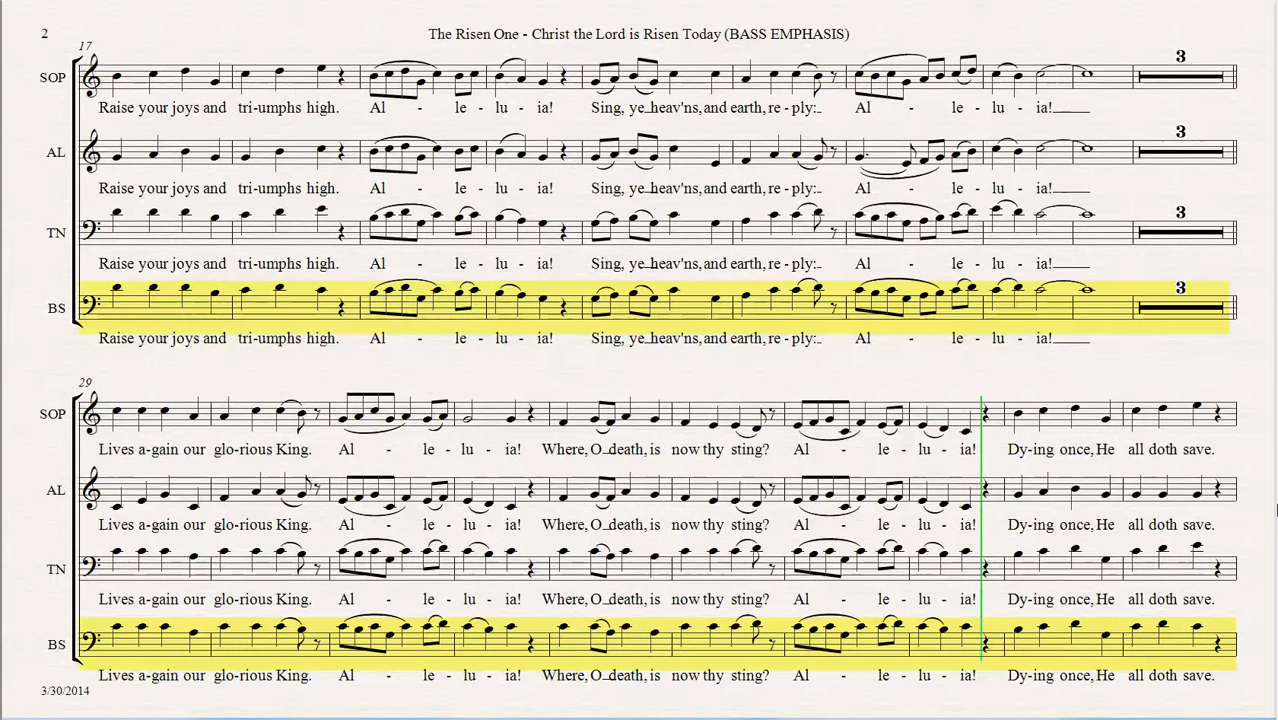 2
The Risen One - Christ the Lord is Risen Today (BASS EMPHASIS)
17
3
SOP
Raise your joys and tri-umphs high. Al - le - lu - ia! Sing, ye heav'ns, and earth, re - ply: Al - le - lu - ia!
3
AL
Raise your joys and tri-umphs high. Al - le - lu - ia! Sing, ye heav'ns, and earth, re - ply: Al - le - lu - ia!
3
TN
Raise your joys and tri-umphs high. Al - le - lu - ia! Sing, ye heav'ns, and earth, re - ply: Al - le - lu - ia!
3
BS
Raise your joys and tri-umphs high. Al - le - lu - ia! Sing, ye heav'ns, and earth, re - ply: Al - le - lu - ia!
29
SOP
Lives a-gain our glo-rious King. Al - le - lu - ia! Where, O death, is now thy sting? Al - le - lu - ia! Dy-ing once, He all doth save.
AL
Lives a-gain our glo-rious King. Al - le - lu - ia! Where, O death, is now thy sting? Al - le - lu - ia! Dy-ing once, He all doth save.
TN
Lives a-gain our glo-rious King. Al - le - lu - ia! Where, O death, is now thy sting? Al - le - lu - ia! Dy-ing once, He all doth save.
BS
Lives a-gain our glo-rious King. Al - le - lu - ia! Where, O death, is now thy sting? Al - le - lu - ia! Dy-ing once, He all doth save.
3/30/2014